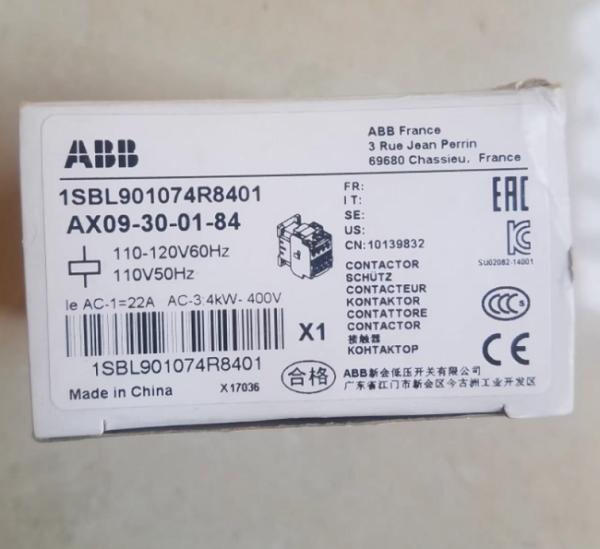 ABB
ABB France
3 Rue Jean Perrin
69680 Chassieu, France
1SBL901074R8401
AX09-30-01-84
110-120V60Hz
110V50Hz
Ie AC-1=22A AC-3:4kW- 400V
FR:
IT:
SE:
US:
CN:10139832
CONTACTOR
SCHÜTZ
CONTACTEUR
KONTAKTOR
CONTATTORE
CONTACTOR
接触器
КОНТАКТОР
EAC
SU02082-14001
CCC
CE
X1
1SBL901074R8401
Made in China
X17036
合格
ABB新会低压开关有限公司
广东省江门市新会区今古洲工业开发区